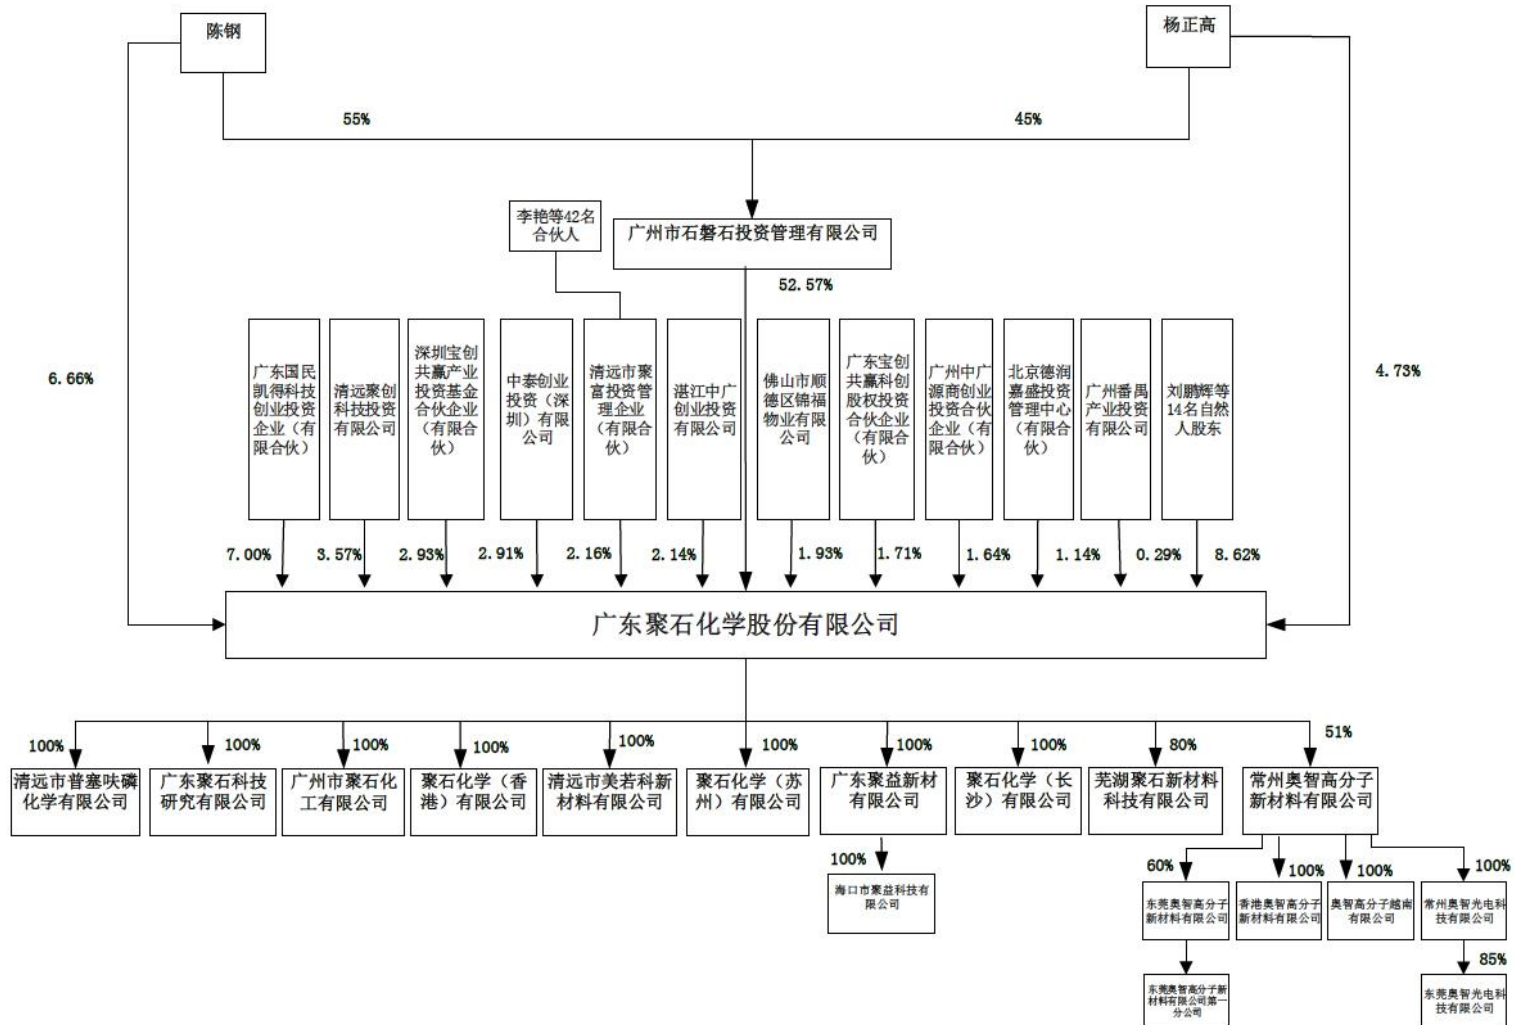 陈钢
杨正高
55%
45%
李艳等42名
合伙人
广州市石磐石投资管理有限公司
52.57%
6.66%
4.73%
广东国民
凯得科技
创业投资
企业（有
限合伙）
清远聚创
科技投资
有限公司
深圳宝创
共赢产业
投资基金
合伙企业
（有限合
伙）
中泰创业
投资（深
圳）有限
公司
清远市聚
富投资管
理企业
（有限合
伙）
湛江中广
创业投资
有限公司
佛山市顺
德区锦福
物业有限
公司
广东宝创
共赢科创
股权投资
合伙企业
（有限合
伙）
广州中广
源商创业
投资合伙
企业（有
限合伙）
北京德润
嘉盛投资
管理中心
（有限合
伙）
广州番禺
产业投资
有限公司
刘鹏辉等
14名自然
人股东
7.00%
3.57%
2.93%
2.91%
2.16%
2.14%
1.93%
1.71%
1.64%
1.14%
0.29%
8.62%
广东聚石化学股份有限公司
100%
100%
100%
100%
100%
100%
100%
100%
80%
51%
清远市普塞呋磷
化学有限公司
广东聚石科技
研究有限公司
广州市聚石化
工有限公司
聚石化学（香
港）有限公司
清远市美若科新
材料有限公司
聚石化学（苏
州）有限公司
广东聚益新材
有限公司
聚石化学（长
沙）有限公司
芜湖聚石新材料
科技有限公司
常州奥智高分子
新材料有限公司
100%
60%
100%
100%
100%
海口市聚益科技有
限公司
东莞奥智高分子
新材料有限公司
香港奥智高分子
新材料有限公司
奥智高分子越南
有限公司
常州奥智光电科
技有限公司
85%
东莞奥智高分子新
材料有限公司第一
分公司
东莞奥智光电科
技有限公司